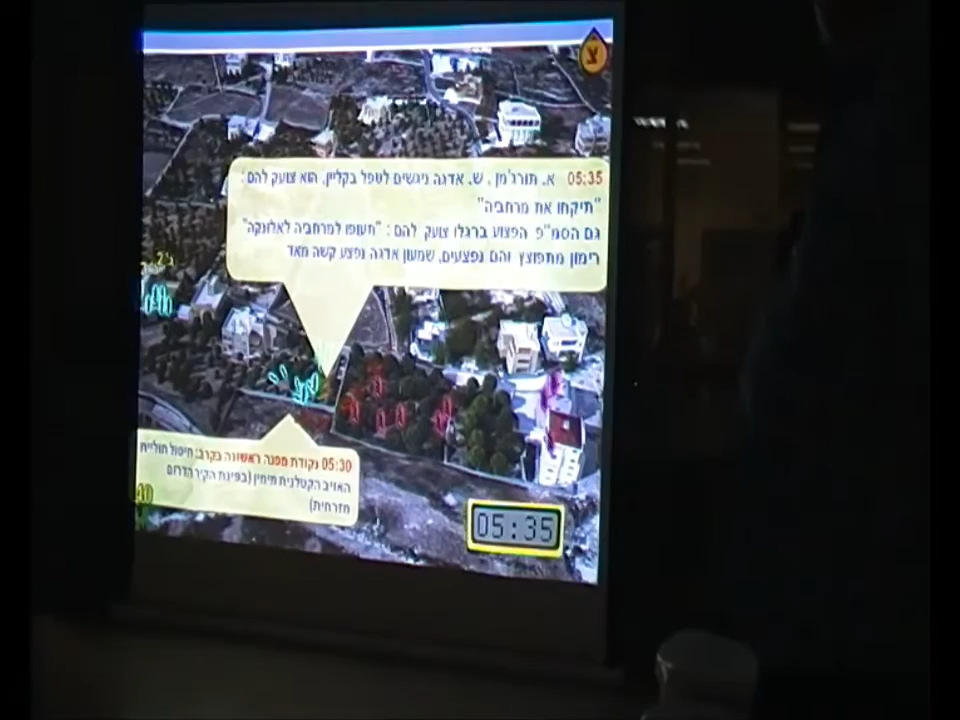 05:35 א. תורג'מן , ש. אדגה ניגשים לטפל בקליין, הוא צועק להם :
"תיקחו את מרחביה"
גם הסמ"פ הפצוע ברגלו צועק להם : "תעופו למרחביה לאלונקה"
רימון מתפוצץ והם נפצעים, שמעון אדגה נפצע קשה מאד
05:30 נקודת מפנה ראשונה בקרב: חיסול חוליית
האויב הקטלנית מימין (בפינת הקיר הדרום
מזרחית)
40
05:35